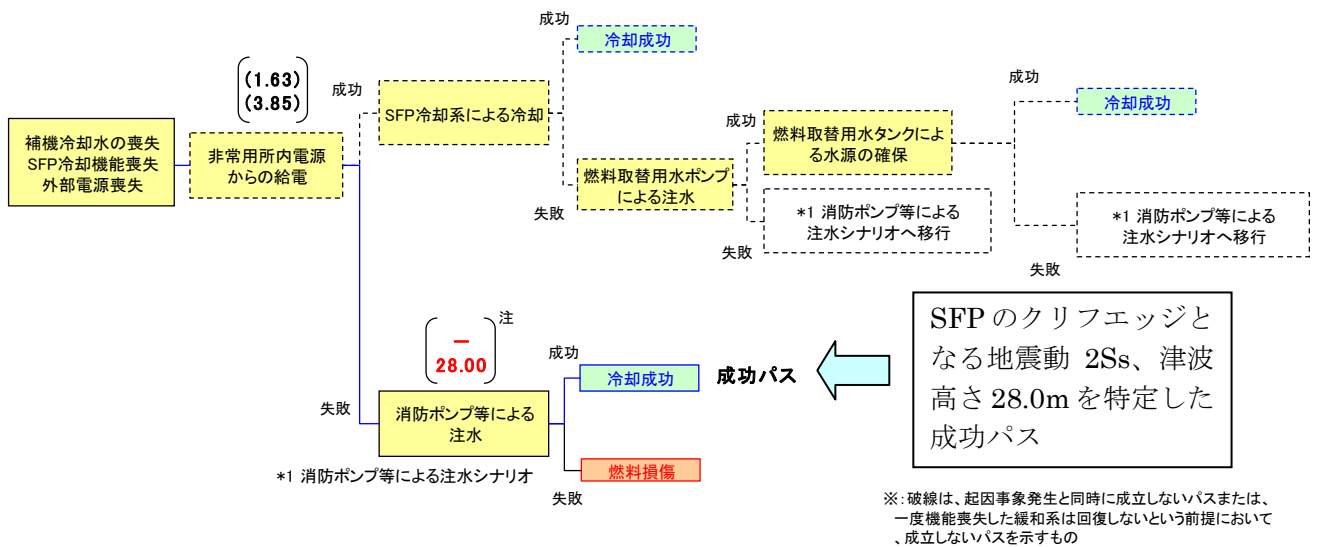 成功
冷却成功
(1.63)
(3.85)
成功
SFP冷却系による冷却
成功
冷却成功
補機冷却水の喪失
SFP冷却機能喪失
外部電源喪失
非常用所内電源
からの給電
成功
燃料取替用水タンクによ
る水源の確保
燃料取替用水ポンプ
による注水
失敗
*1 消防ポンプ等による
注水シナリオへ移行
失敗
*1 消防ポンプ等による
注水シナリオへ移行
失敗
ー
28.00
注
成功
冷却成功
成功パス
SFP のクリフエッジと
なる地震動 2Ss、津波
高さ 28.0m を特定した
成功パス
失敗
消防ポンプ等による
注水
*1 消防ポンプ等による注水シナリオ
燃料損傷
失敗
※:破線は、起因事象発生と同時に成立しないパスまたは、
一度機能喪失した緩和系は回復しないという前提において
、成立しないパスを示すもの